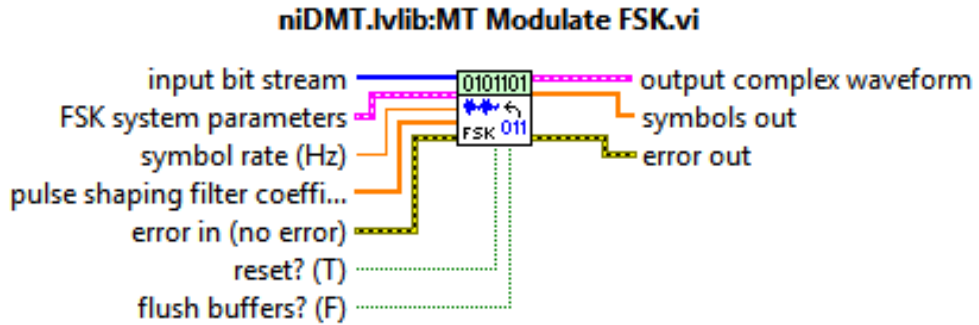 niDMT.lvlib:MT Modulate FSK.vi
input bit stream
0101101
output complex waveform
FSK system parameters
symbols out
FSK 011
symbol rate (Hz)
error out
pulse shaping filter coeffi...
error in (no error)
reset? (T)
flush buffers? (F)